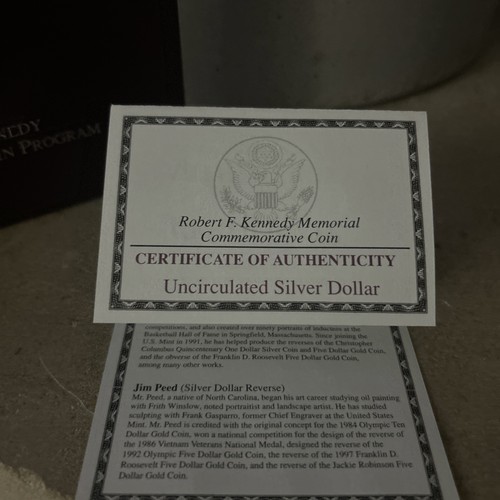 PROGRAM
Robert F. Kennedy Memorial
Commemorative Coin
CERTIFICATE OF AUTHENTICITY
Uncirculated Silver Dollar
competitions, and also created over ninety portraits of inductees at the
Basketball Hall of Fame in Springfield, Massachusetts. Since joining the
U.S. Mint in 1991, he has helped produce the reverses of the Christopher
Columbus Quincentenary One Dollar Silver Coin and Five Dollar Gold Coin,
and the obverse of the Franklin D. Roosevelt Five Dollar Gold Coin,
among many other works.
Jim Peed (Silver Dollar Reverse)
Mr. Peed, a native of North Carolina, began his art career studying oil painting
with Frith Winslow, noted portraitist and landscape artist. He has studied
sculpting with Frank Gasparro, former Chief Engraver at the United States
Mint. Mr. Peed is credited with the original concept for the 1984 Olympic Ten
Dollar Gold Coin, won a national competition for the design of the reverse of
the 1986 Vietnam Veterans National Medal, designed the reverse of the
1992 Olympic Five Dollar Gold Coin, the reverse of the 1997 Franklin D.
Roosevelt Five Dollar Gold Coin, and the reverse of the Jackie Robinson Five
Dollar Gold Coin.